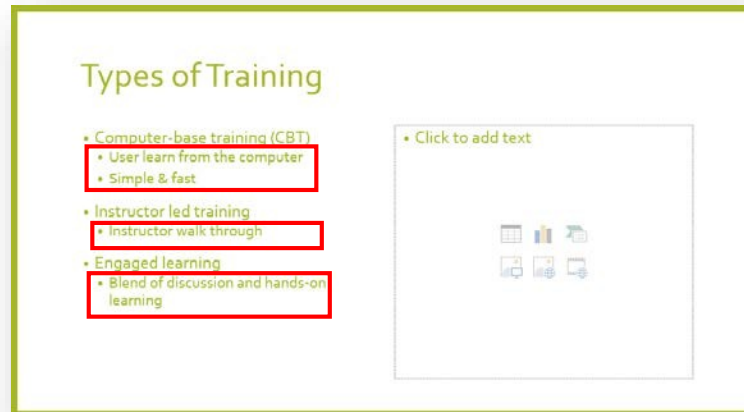 Types of Training
• Computer-base training (CBT)
• User learn from the computer
• Simple & fast
• Instructor led training
• Instructor walk through
• Engaged learning
• Blend of discussion and hands-on
learning
• Click to add text